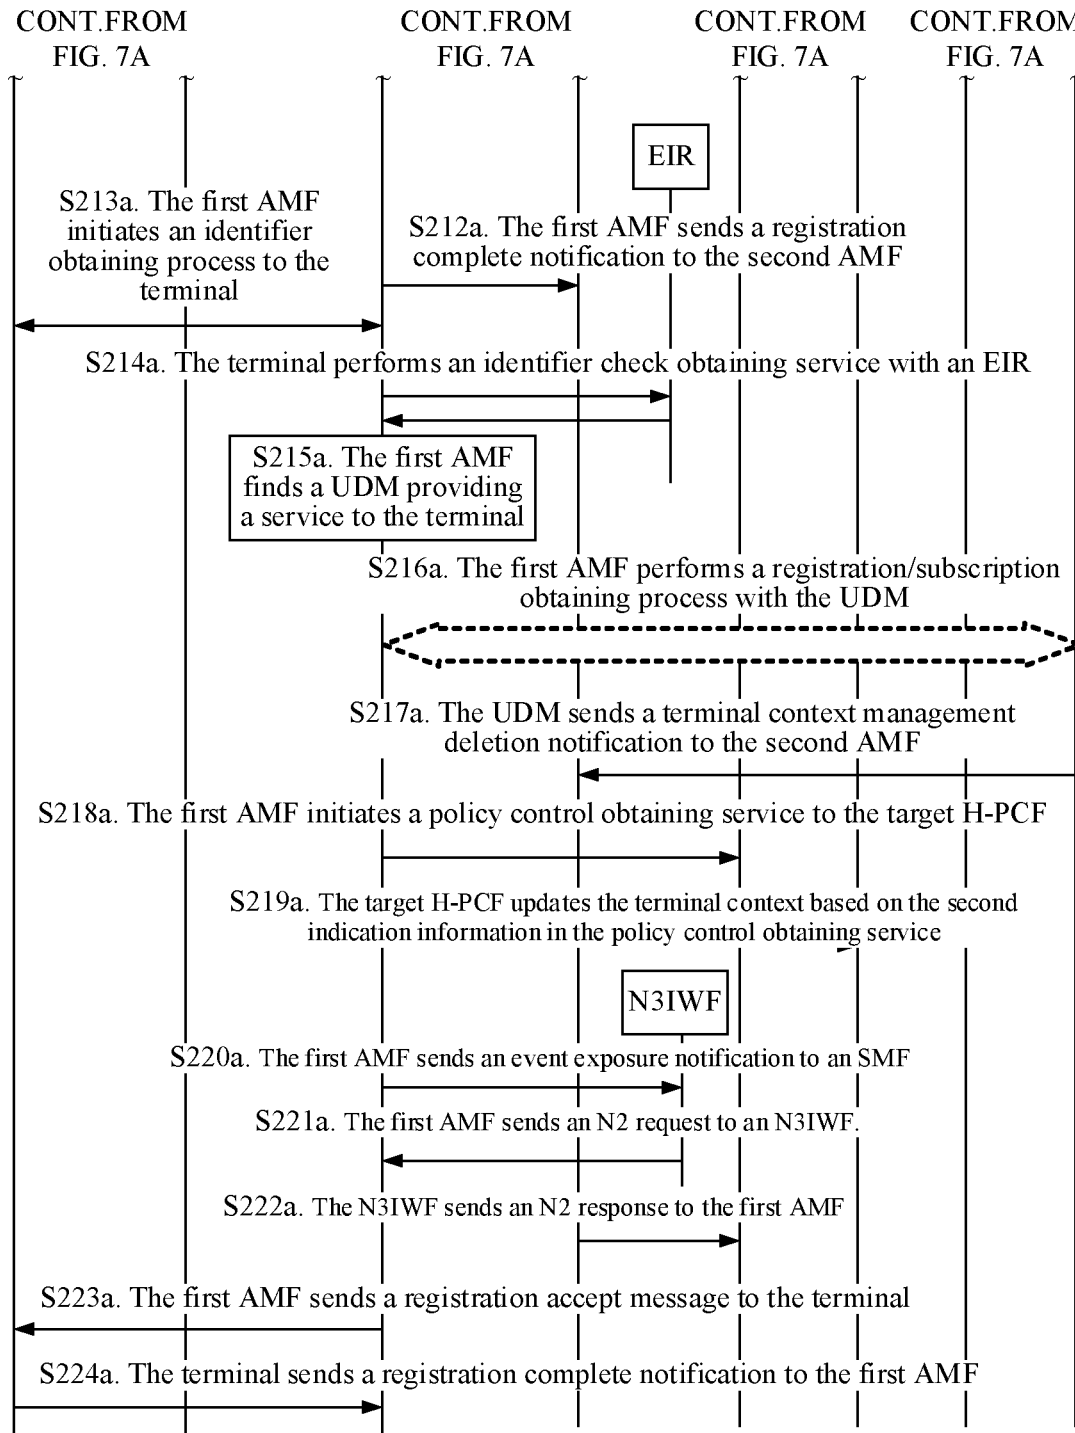 CONT.FROM
FIG. 7A
CONT.FROM
FIG. 7A
CONT.FROM
FIG. 7A
CONT.FROM
FIG. 7A
EIR
S213a. The first AMF
initiates an identifier
obtaining process to the
terminal
S212a. The first AMF sends a registration
complete notification to the second AMF
S214a. The terminal performs an identifier check obtaining service with an EIR
S215a. The first AMF
finds a UDM providing
a service to the terminal
S216a. The first AMF performs a registration/subscription
obtaining process with the UDM
S217a. The UDM sends a terminal context management
deletion notification to the second AMF
S218a. The first AMF initiates a policy control obtaining service to the target H-PCF
S219a. The target H-PCF updates the terminal context based on the second
indication information in the policy control obtaining service
N3IWF
S220a. The first AMF sends an event exposure notification to an SMF
S221a. The first AMF sends an N2 request to an N3IWF.
S222a. The N3IWF sends an N2 response to the first AMF
S223a. The first AMF sends a registration accept message to the terminal
S224a. The terminal sends a registration complete notification to the first AMF